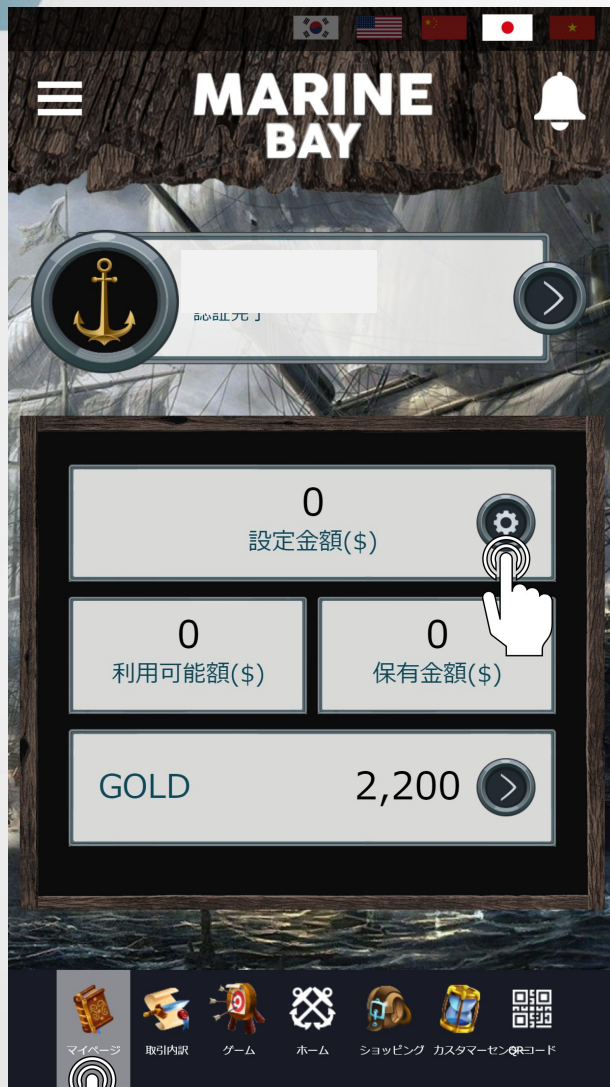 MARINE
BAY
認証完了
0
設定金額($)
0
利用可能額($)
0
保有金額($)
GOLD
2,200
マイページ
取引内訳
ゲーム
ホーム
ショッピング
カスタマーセン
QRコード